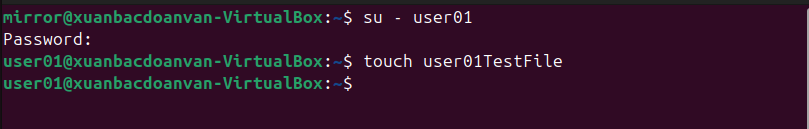 mirror@xuanbacdoanvan-VirtualBox:~$ su - user01
Password:
user01@xuanbacdoanvan-VirtualBox:~$ touch user01TestFile
user01@xuanbacdoanvan-VirtualBox:~$